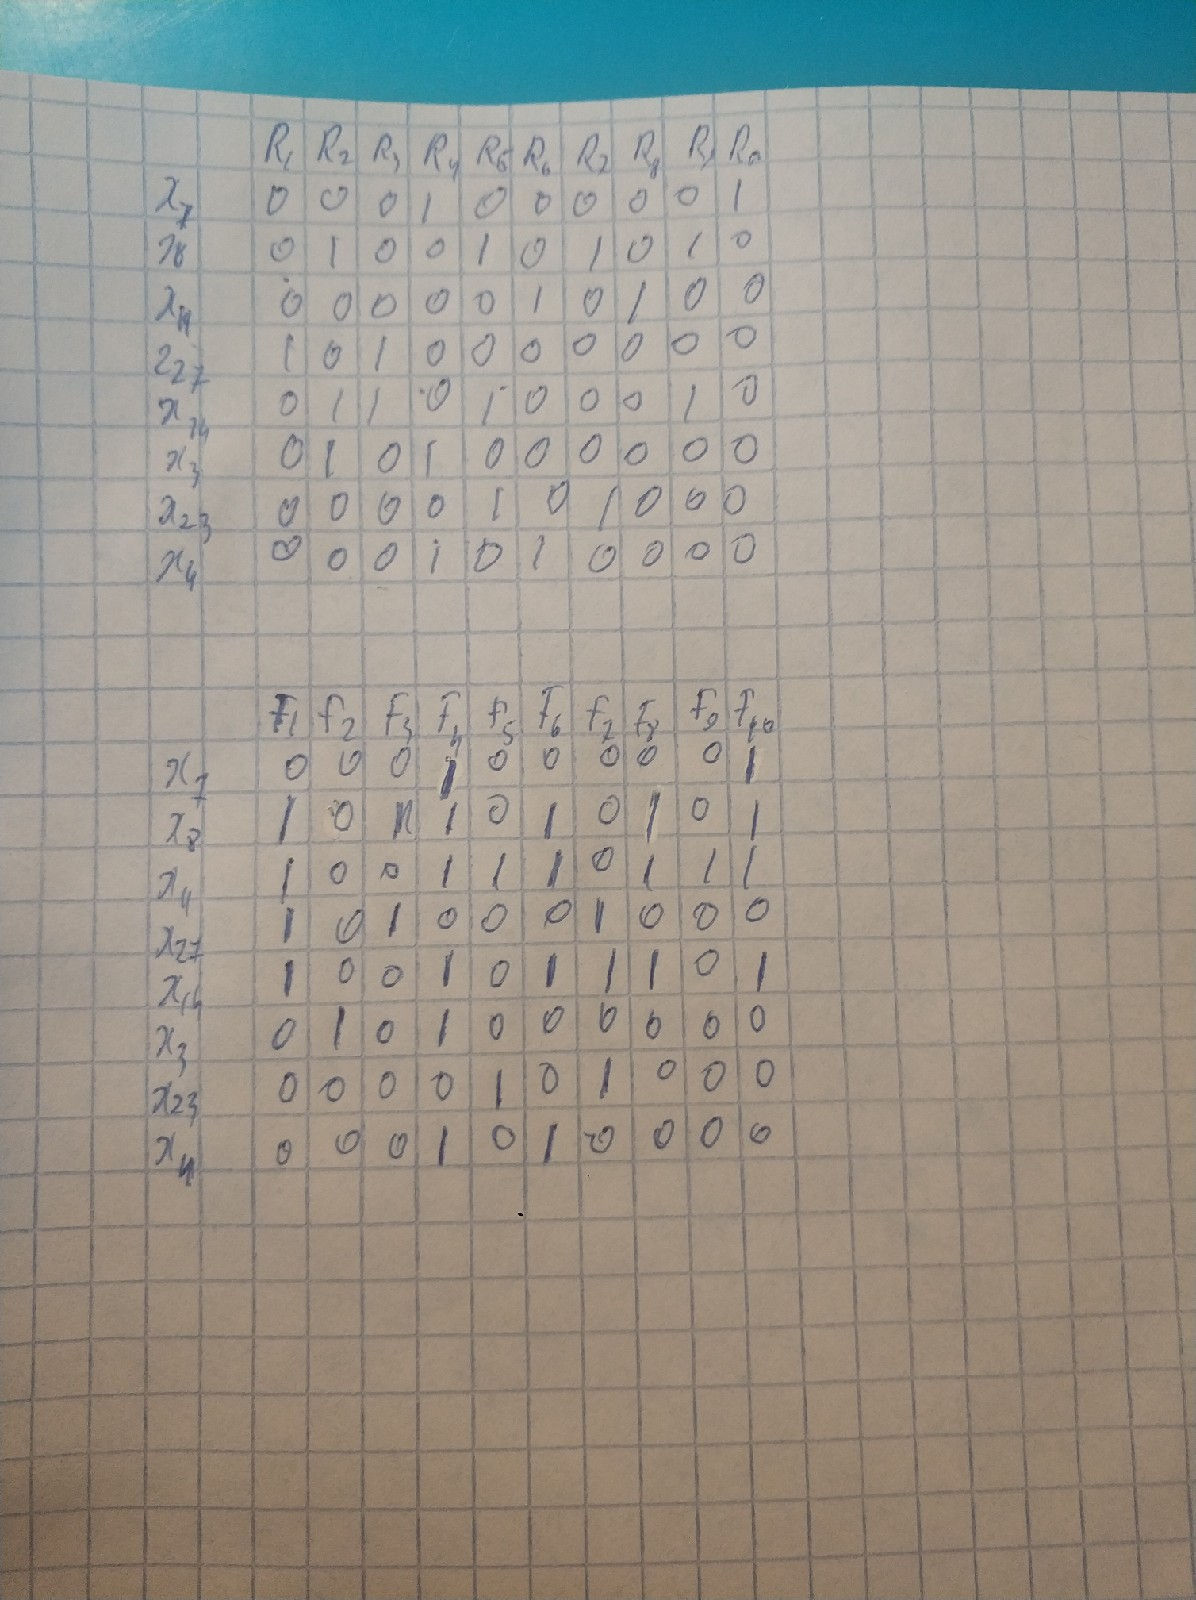 R₁ R₂ R₃ R₄ R₅ R₆ R₇ R₈ R₉ R₀
x₇ 0 0 0 1 0 0 0 0 0 1
x₈ 0 1 0 0 1 0 1 0 1 0
0 0 0 0 0 1 0 1 0 0
1 0 1 0 0 0 0 0 0 0
x₁₄ 0 1 1 0 1 0 0 0 1 0
x₃ 0 1 0 1 0 0 0 0 0 0
x₂₃ 0 0 0 0 1 0 1 0 0 0
x₄ 0 0 0 1 0 1 0 0 0 0
F₁ F₂ F₃ F₄ F₅ F₆ F₇ F₈ F₉ F₁₀
x₇ 0 0 0 1 0 0 0 0 0 1
x₈ 1 0 1 0 1 0 1 0 1
1 0 0 1 1 1 0 1 1 1
x₂₇ 1 0 1 0 0 0 1 0 0 0
x₁₄ 1 0 0 1 0 1 1 1 0 1
x₃ 0 1 0 1 0 0 0 0 0 0
x₂₃ 0 0 0 0 1 0 1 0 0 0
x₄ 0 0 0 1 0 1 0 0 0 0